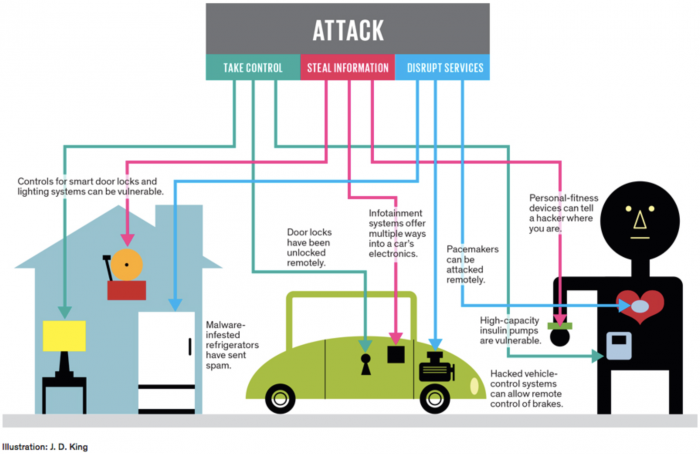 ATTACK
TAKE CONTROL
STEAL INFORMATION
DISRUPT SERVICES
Controls for smart door locks and
lighting systems can be vulnerable.
Malware-
infested
refrigerators
have sent
spam.
Door locks
have been
unlocked
remotely.
Infotainment
systems offer
multiple ways
into a car's
electronics.
Pacemakers
can be
attacked
remotely.
Personal-fitness
devices can tell
a hacker where
you are.
High-capacity
insulin pumps
are vulnerable.
Hacked vehicle-
control systems
can allow remote
control of brakes.
Illustration: J. D. King